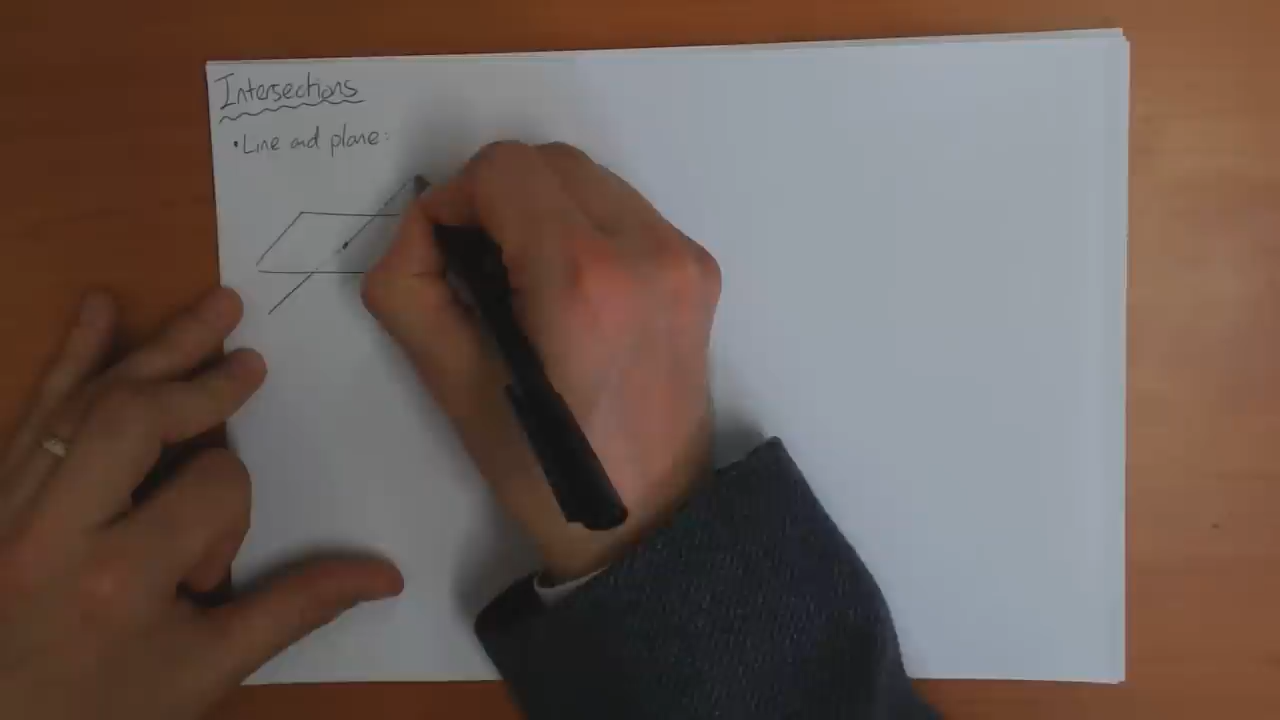 Intersections
• Line and plane: